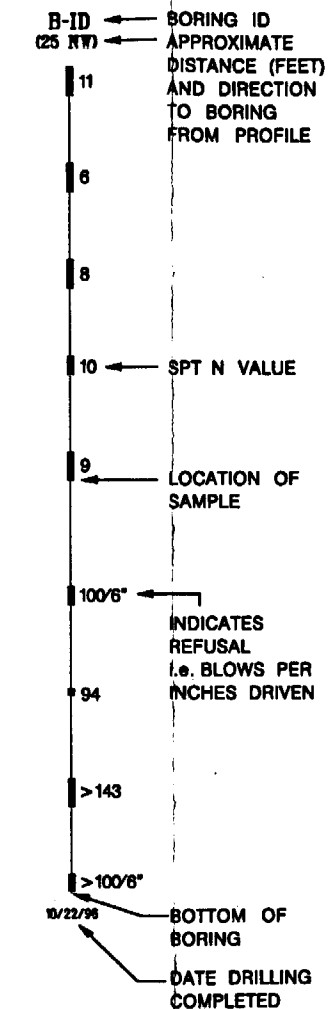 B-ID
BORING ID
(25 NW)
APPROXIMATE
DISTANCE (FEET)
AND DIRECTION
TO BORING
FROM PROFILE
11
6
8
10
SPT N VALUE
9
LOCATION OF
SAMPLE
100/6"
INDICATES
REFUSAL
i.e. BLOWS PER
INCHES DRIVEN
94
>143
>100/6"
10/22/96
BOTTOM OF
BORING
DATE DRILLING
COMPLETED